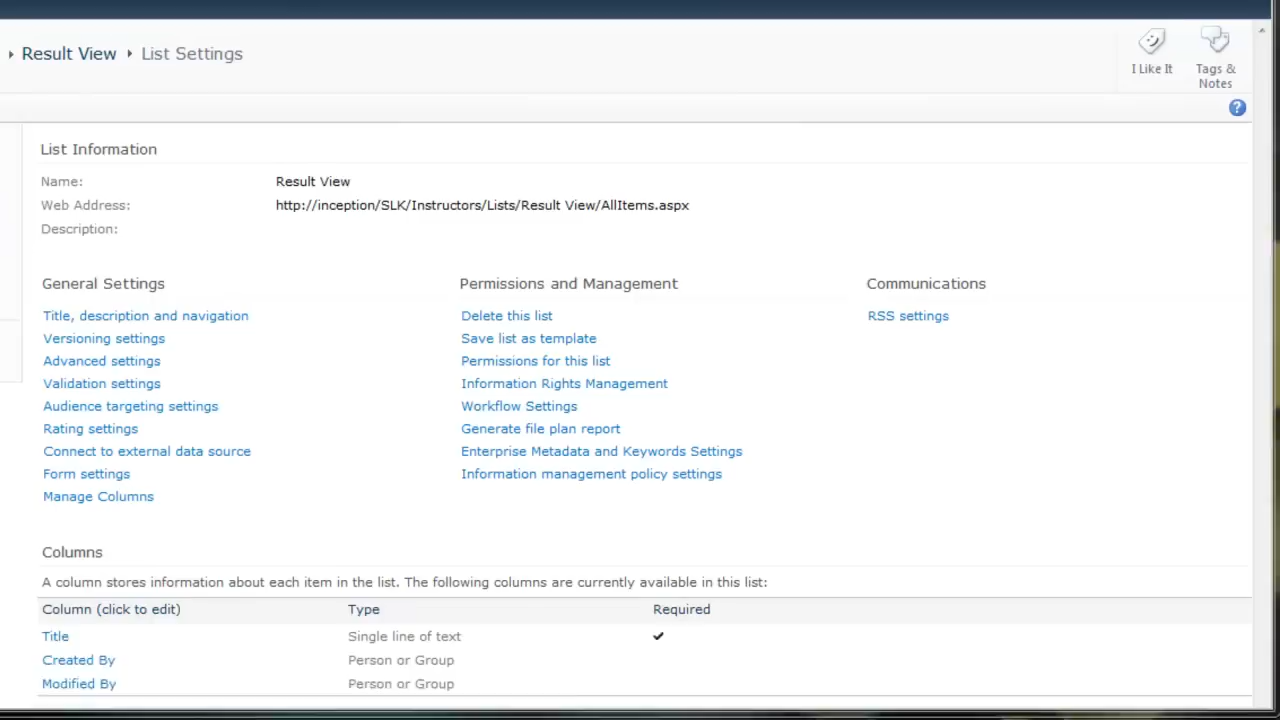 Result View List Settings
I Like It
Tags & Notes
?
List Information
Name: Result View
Web Address: http://inception/SLK/Instructors/Lists/Result View/AllItems.aspx
Description:
General Settings
Title, description and navigation
Versioning settings
Advanced settings
Validation settings
Audience targeting settings
Rating settings
Connect to external data source
Form settings
Manage Columns
Permissions and Management
Delete this list
Save list as template
Permissions for this list
Information Rights Management
Workflow Settings
Generate file plan report
Enterprise Metadata and Keywords Settings
Information management policy settings
Communications
RSS settings
Columns
A column stores information about each item in the list. The following columns are currently available in this list:
Column (click to edit) Type Required
Title Single line of text ✔
Created By Person or Group
Modified By Person or Group